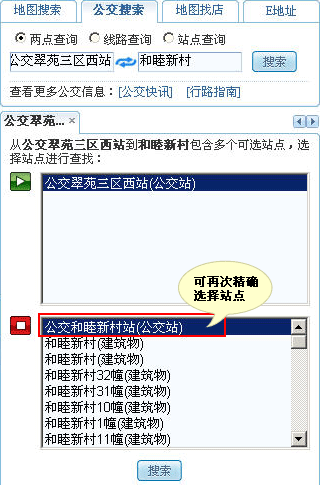 地图搜索 公交搜索 地图找店 E地址
两点查询 线路查询 站点查询
公交翠苑三区西站 和睦新村 搜索
查看更多公交信息：[公交快讯] [行路指南]
公交翠苑... ×
从公交翠苑三区西站到和睦新村包含多个可选站点，选
择站点进行查找：
公交翠苑三区西站(公交站)
可再次精确
选择站点
公交和睦新村站(公交站)
和睦新村(建筑物)
和睦新村(建筑物)
和睦新村32幢(建筑物)
和睦新村31幢(建筑物)
和睦新村10幢(建筑物)
和睦新村1幢(建筑物)
和睦新村11幢(建筑物)
搜索